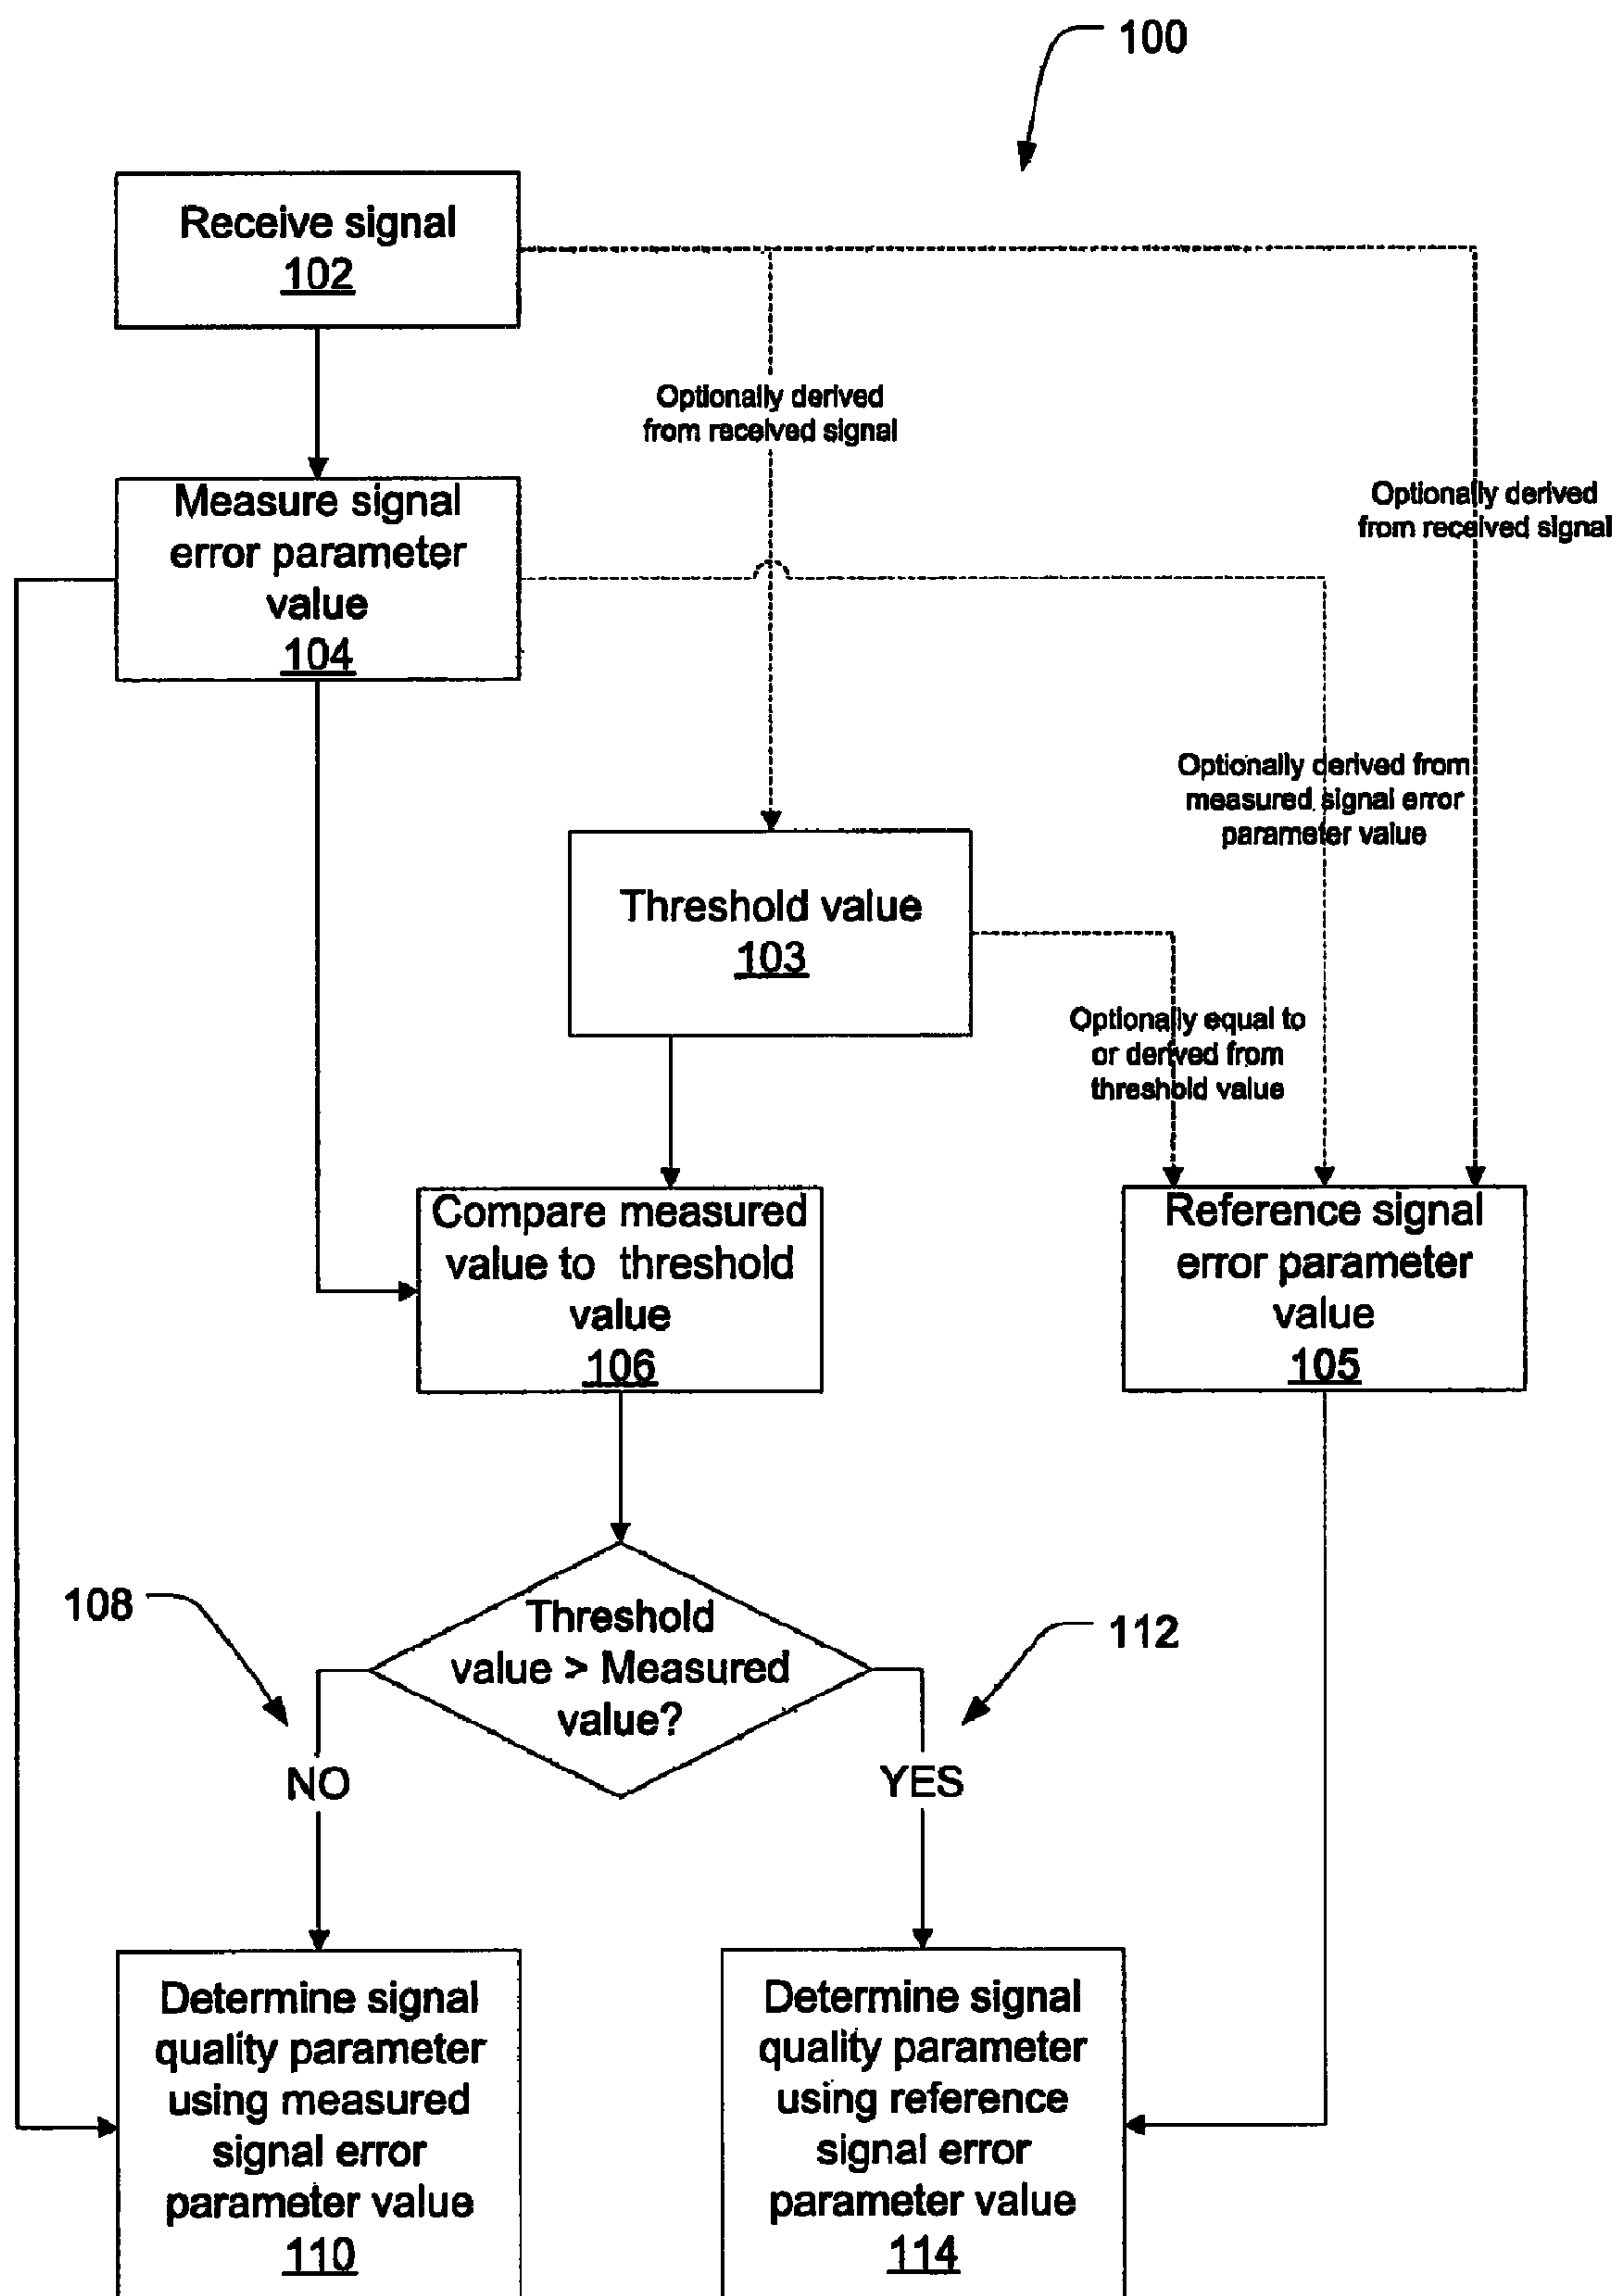 100
Receive signal
102
Optionally derived
from received signal
Optionally derived
from received signal
Measure signal
error parameter
value
104
Optionally derived from
measured signal error
parameter value
Threshold value
103
Optionally equal to
or derived from
threshold value
Compare measured
value to threshold
value
106
Reference signal
error parameter
value
105
108
Threshold
value > Measured
value?
112
NO
YES
Determine signal
quality parameter
using measured
signal error
parameter value
110
Determine signal
quality parameter
using reference
signal error
parameter value
114